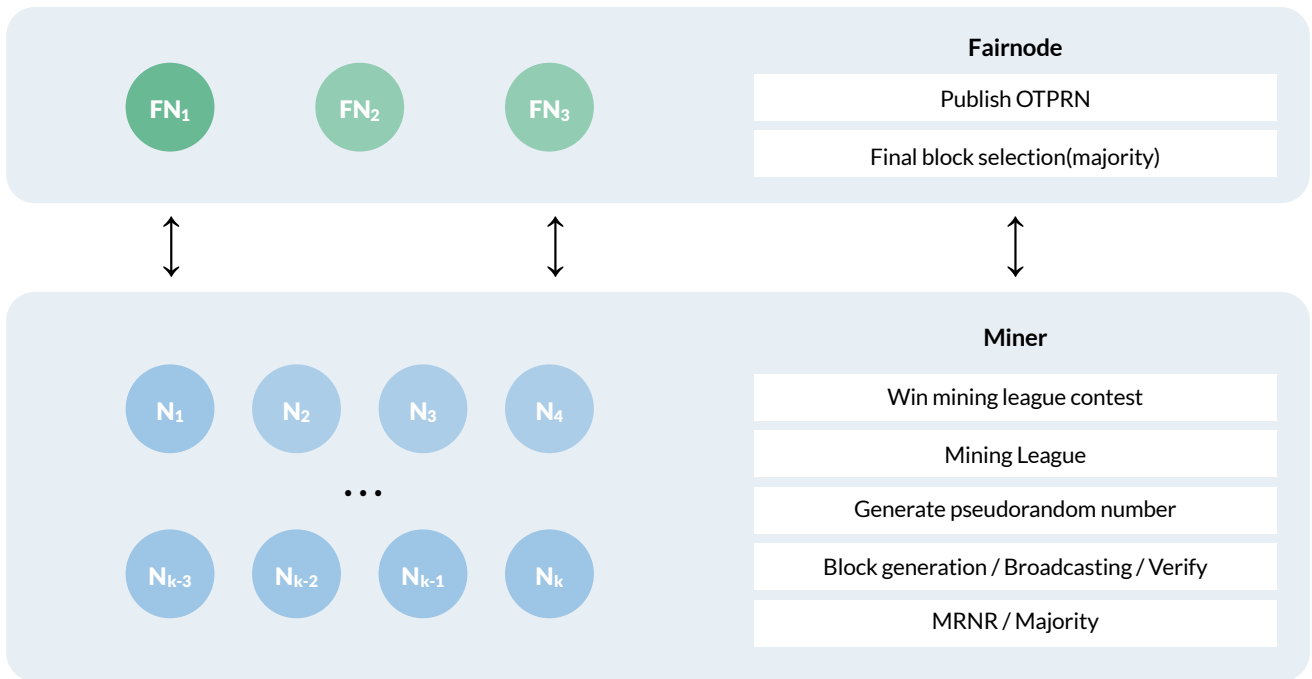 Fairnode
FN₁ FN₂ FN₃
Publish OTPRN
Final block selection(majority)
Miner
N₁ N₂ N₃ N₄
...
Nₖ₋₃ Nₖ₋₂ Nₖ₋₁ Nₖ
Win mining league contest
Mining League
Generate pseudorandom number
Block generation / Broadcasting / Verify
MRNR / Majority